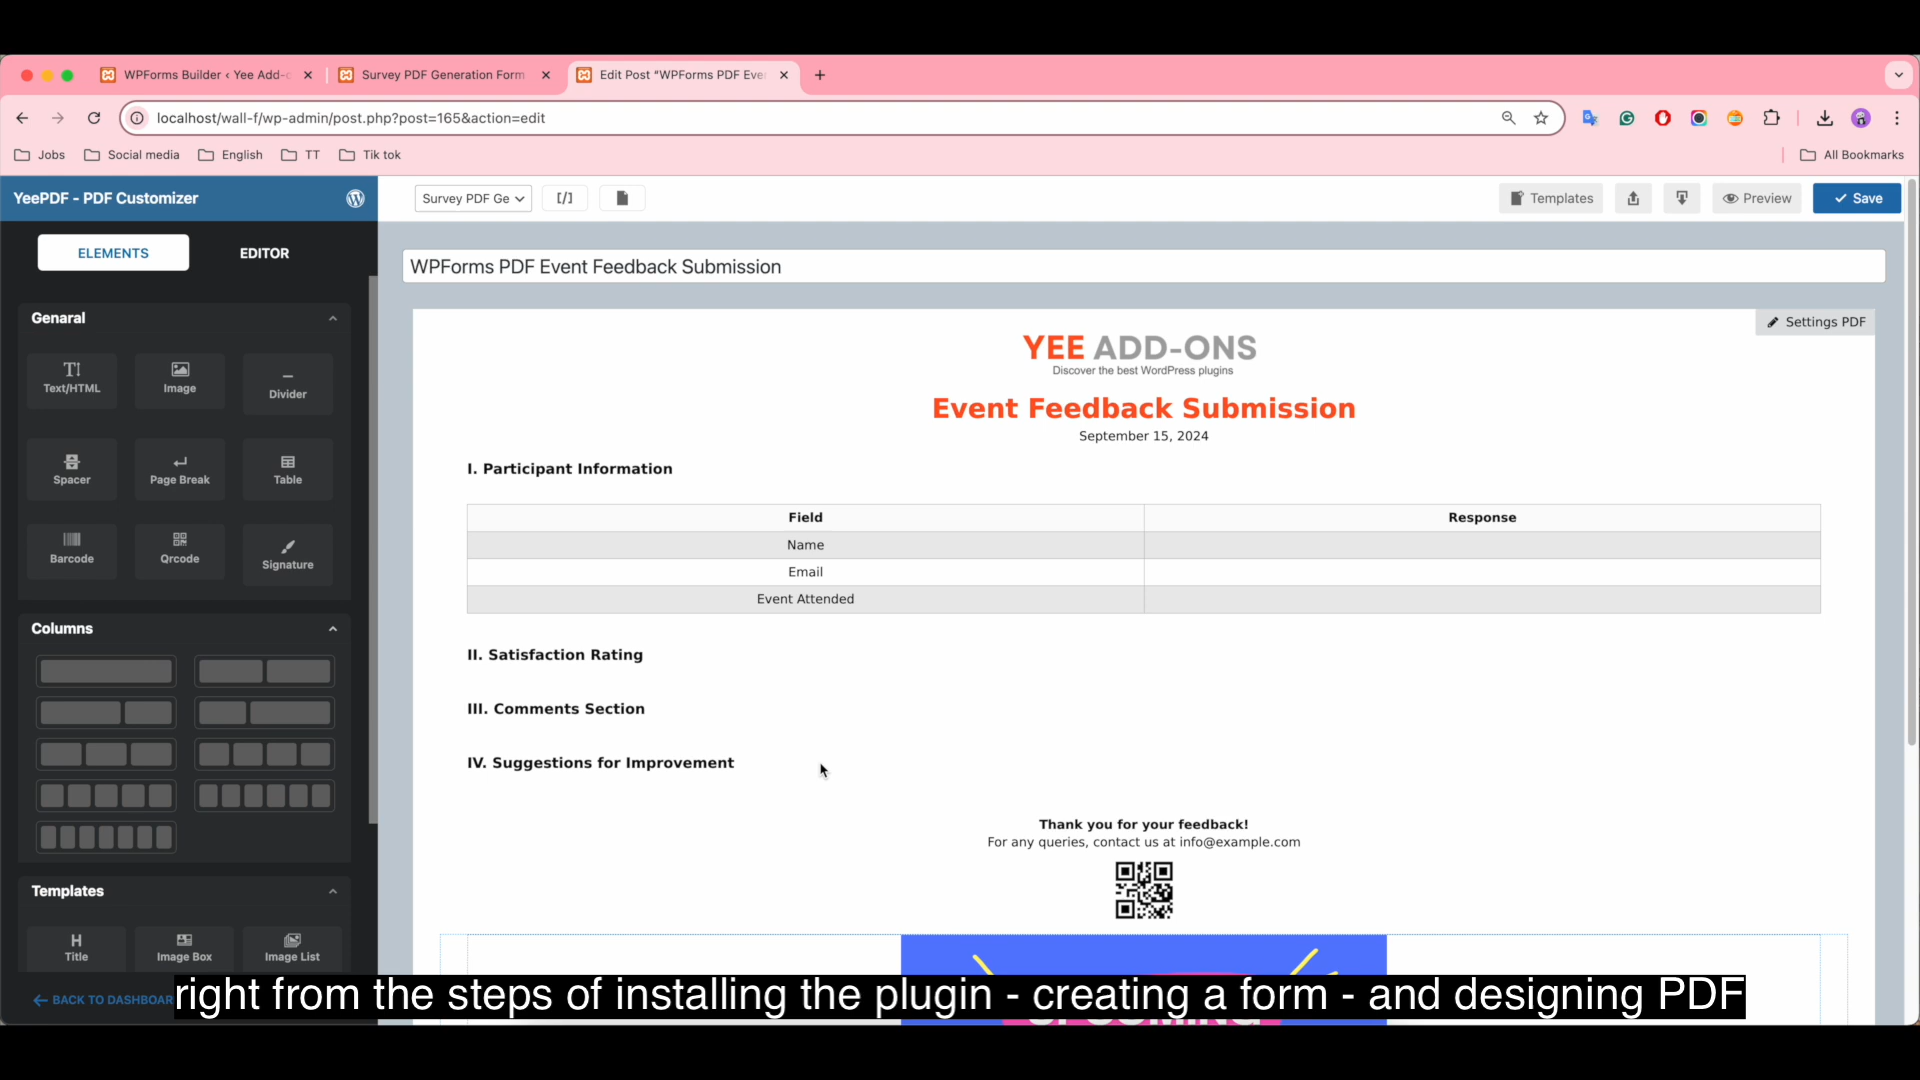 WPForms Builder ‹ Yee Add-
Survey PDF Generation Form
Edit Post "WPForms PDF Eve
localhost/wall-f/wp-admin/post.php?post=165&action=edit
Jobs
Social media
English
TT
Tik tok
All Bookmarks
YeePDF - PDF Customizer
Survey PDF Ge
[/]
Templates
Preview
Save
ELEMENTS
EDITOR
WPForms PDF Event Feedback Submission
Genaral
Text/HTML
Image
Divider
Spacer
Page Break
Table
Barcode
Qrcode
Signature
Columns
Templates
Title
Image Box
Image List
BACK TO DASHBOAR
Settings PDF
YEE ADD-ONS
Discover the best WordPress plugins
Event Feedback Submission
September 15, 2024
I. Participant Information
Field Response
Name
Email
Event Attended
II. Satisfaction Rating
III. Comments Section
IV. Suggestions for Improvement
Thank you for your feedback!
For any queries, contact us at info@example.com
right from the steps of installing the plugin - creating a form - and designing PDF